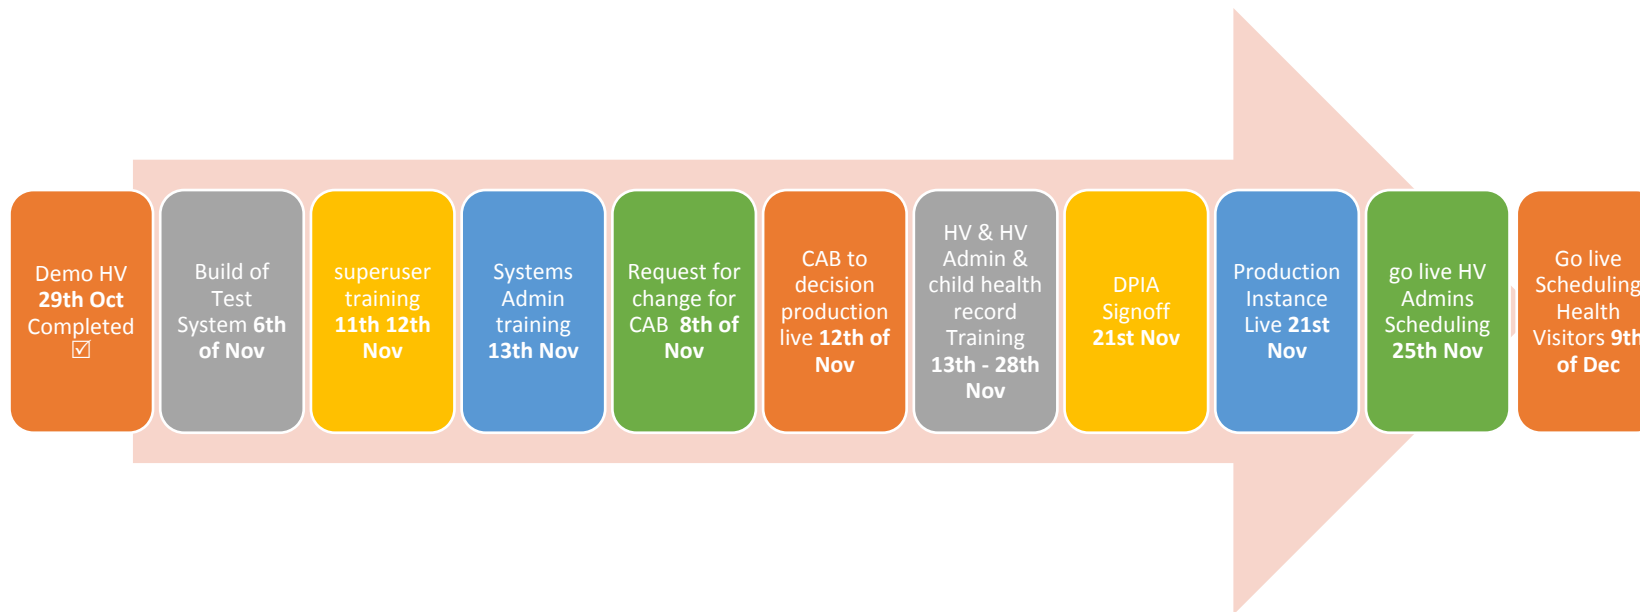 Demo HV
29th Oct
Completed
☑
Build of
Test
System 6th
of Nov
superuser
training
11th 12th
Nov
Systems
Admin
training
13th Nov
Request for
change for
CAB 8th of
Nov
CAB to
decision
production
live 12th of
Nov
HV & HV
Admin &
child health
record
Training
13th - 28th
Nov
DPIA
Signoff
21st Nov
Production
Instance
Live 21st
Nov
go live HV
Admins
Scheduling
25th Nov
Go live
Scheduling
Health
Visitors 9th
of Dec